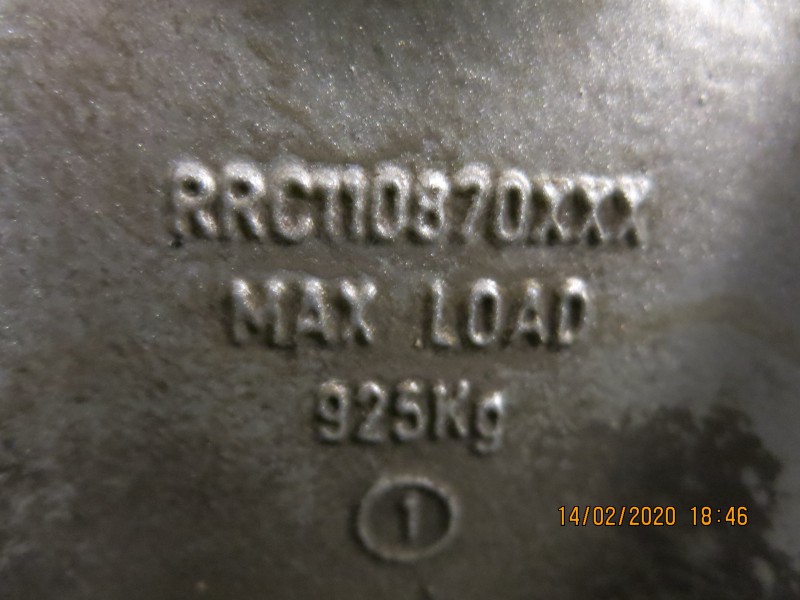 RRC110870XXX
MAX LOAD
925Kg
1
14/02/2020 18:46